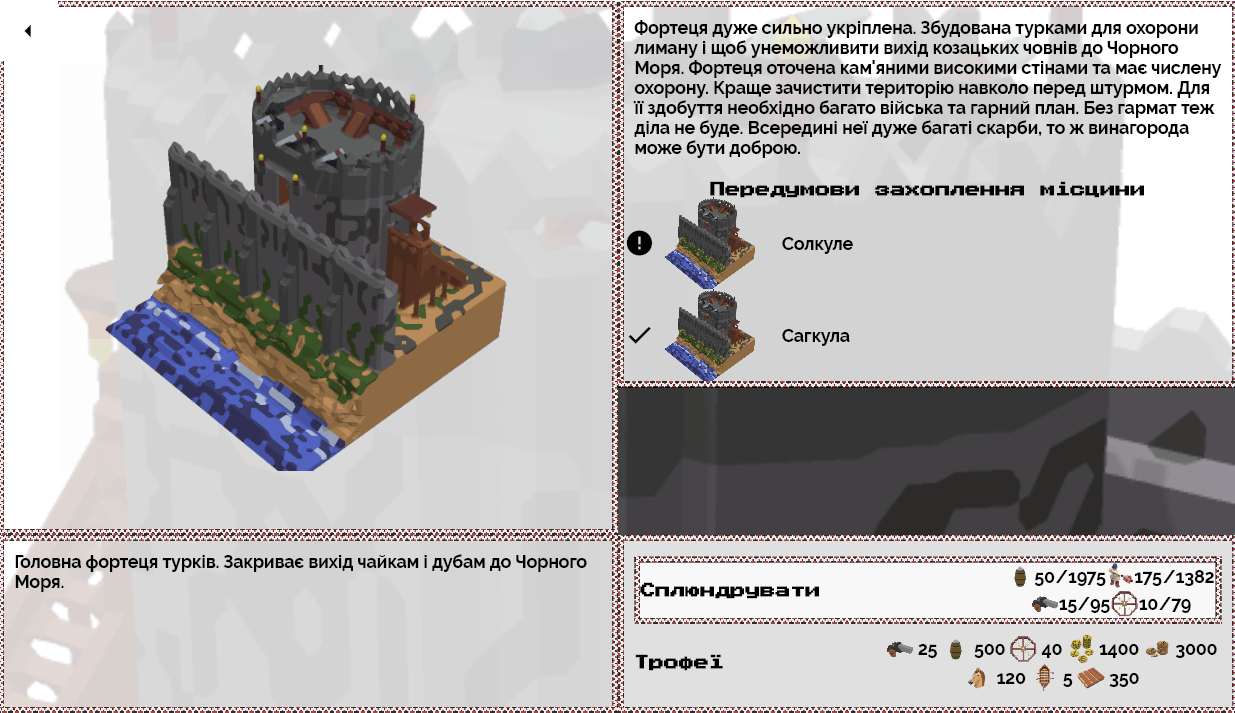 Фортеця дуже сильно укріплена. Збудована турками для охорони
лиману і щоб унеможливити вихід козацьких човнів до Чорного
Моря. Фортеця оточена кам'яними високими стінами та має числену
охорону. Краще зачистити територію навколо перед штурмом. Для
її здобуття необхідно багато війська та гарний план. Без гармат теж
діла не буде. Всередині неї дуже багаті скарби, то ж винагорода
може бути доброю.
Передумови захоплення місцини
Солкуле
Сагкула
Головна фортеця турків. Закриває вихід чайкам і дубам до Чорного
Моря.
Сплюндрувати
50/1975 175/1382
15/95 10/79
Трофеї
25 500 40 1400 3000
120 5 350